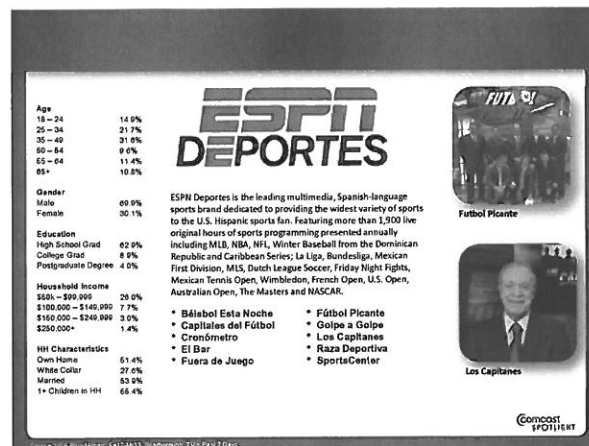 Age
18 – 24 14.9%
25 – 34 21.7%
35 – 49 31.6%
50 – 54 9.6%
55 – 64 11.4%
65+ 10.8%
Gender
Male 69.9%
Female 30.1%
Education
High School Grad 62.0%
College Grad 8.9%
Postgraduate Degree 4.0%
Household Income
$50k – $99,999 26.0%
$100,000 – $149,999 7.7%
$150,000 – $249,999 3.0%
$250,000+ 1.4%
HH Characteristics
Own Home 51.4%
White Collar 27.6%
Married 53.9%
1+ Children in HH 65.4%
ESPN
DEPORTES
ESPN Deportes is the leading multimedia, Spanish-language
sports brand dedicated to providing the widest variety of sports
to the U.S. Hispanic sports fan. Featuring more than 1,900 live
original hours of sports programming presented annually
including MLB, NBA, NFL, Winter Baseball from the Dominican
Republic and Caribbean Series; La Liga, Bundesliga, Mexican
First Division, MLS, Dutch League Soccer, Friday Night Fights,
Mexican Tennis Open, Wimbledon, French Open, U.S. Open,
Australian Open, The Masters and NASCAR.
* Béisbol Esta Noche
* Capitales del Fútbol
* Cronómetro
* El Bar
* Fuera de Juego
* Fútbol Picante
* Golpe a Golpe
* Los Capitanes
* Raza Deportiva
* SportsCenter
Futbol Picante
Los Capitanes
Comcast
SPOTLIGHT